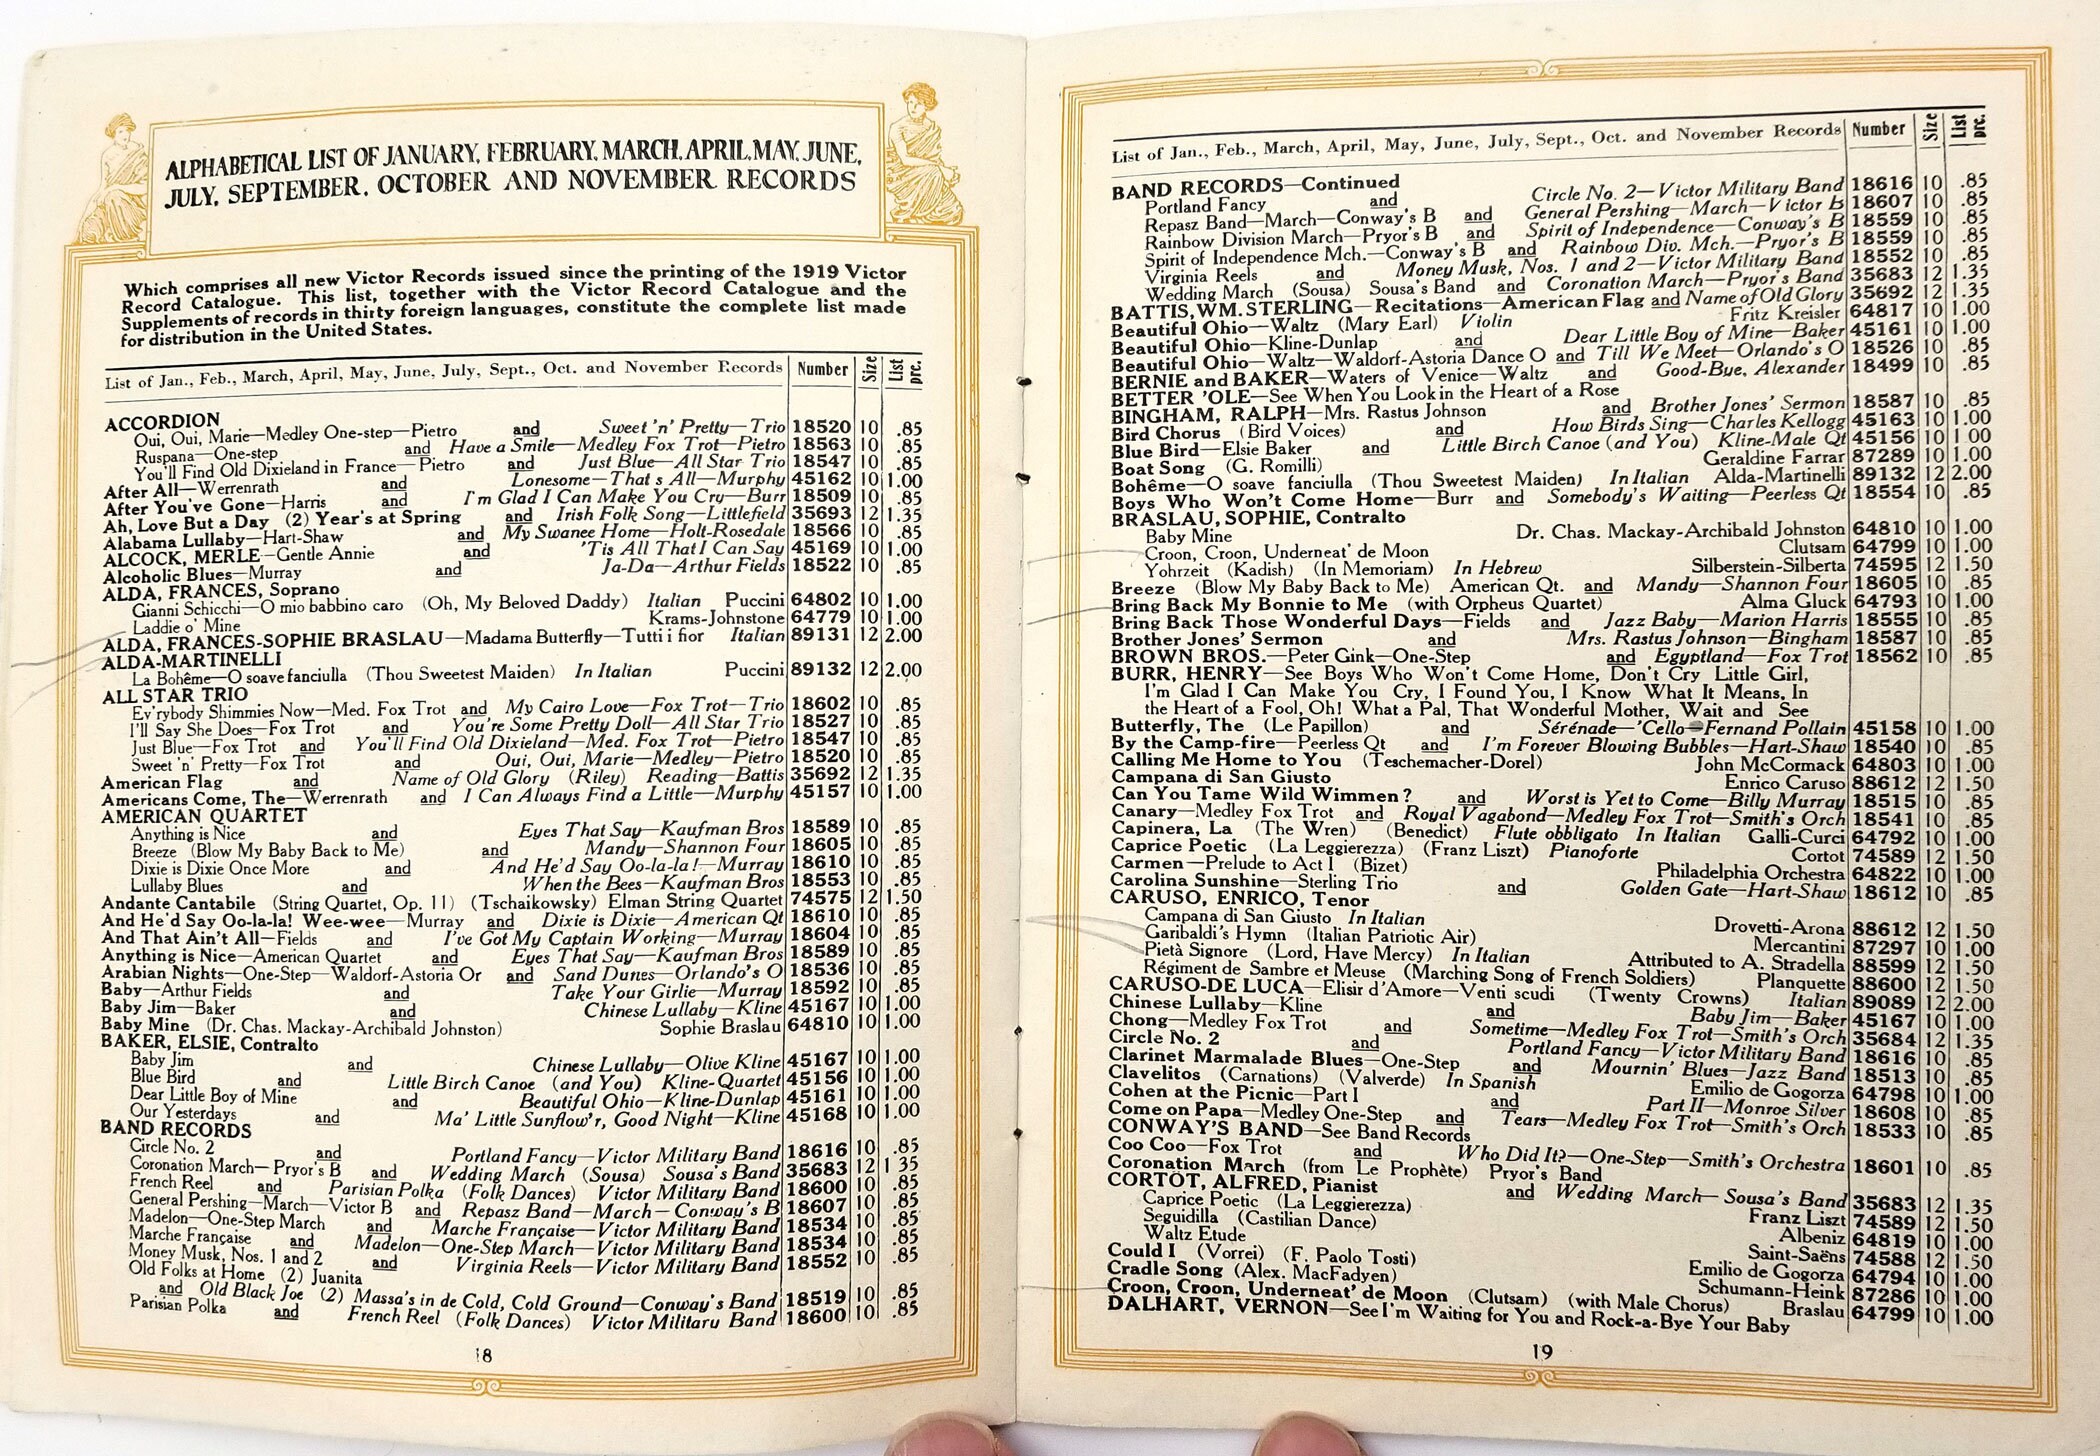 ALPHABETICAL LIST OF JANUARY, FEBRUARY, MARCH, APRIL, MAY, JUNE,
JULY, SEPTEMBER, OCTOBER AND NOVEMBER RECORDS
Which comprises all new Victor Records issued since the printing of the 1919 Victor
Record Catalogue. This list, together with the Victor Record Catalogue and the
Supplements of records in thirty foreign languages, constitute the complete list made
for distribution in the United States.
List of Jan., Feb., March, April, May, June, July, Sept., Oct. and November Records Number Size List prc.
ACCORDION
Oui, Oui, Marie—Medley One-step—Pietro and Sweet 'n' Pretty—Trio 18520 10 .85
Ruspana—One-step and Have a Smile—Medley Fox Trot—Pietro 18563 10 .85
You'll Find Old Dixieland in France—Pietro and Just Blue—All Star Trio 18547 10 .85
After All—Werrenrath and Lonesome—That's All—Murphy 45162 10 1.00
After You've Gone—Harris and I'm Glad I Can Make You Cry—Burr 18509 10 .85
Ah, Love But a Day (2) Year's at Spring and Irish Folk Song—Littlefield 35693 12 1.35
Alabama Lullaby—Hart-Shaw and My Swanee Home—Holt-Rosedale 18566 10 .85
ALCOCK, MERLE—Gentle Annie and 'Tis All That I Can Say 45169 10 1.00
Alcoholic Blues—Murray and Ja-Da—Arthur Fields 18522 10 .85
ALDA, FRANCES, Soprano
Gianni Schicchi—O mio babbino caro (Oh, My Beloved Daddy) Italian Puccini 64802 10 1.00
Laddie o' Mine Krams-Johnstone 64779 10 1.00
ALDA, FRANCES-SOPHIE BRASLAU—Madama Butterfly—Tutti i fior Italian 89131 12 2.00
ALDA-MARTINELLI
La Bohême—O soave fanciulla (Thou Sweetest Maiden) In Italian Puccini 89132 12 2.00
ALL STAR TRIO
Ev'rybody Shimmies Now—Med. Fox Trot and My Cairo Love—Fox Trot—Trio 18602 10 .85
I'll Say She Does—Fox Trot and You're Some Pretty Doll—All Star Trio 18527 10 .85
Just Blue—Fox Trot and You'll Find Old Dixieland—Med. Fox Trot—Pietro 18547 10 .85
Sweet 'n' Pretty—Fox Trot and Oui, Oui, Marie—Medley—Pietro 18520 10 .85
American Flag and Name of Old Glory (Riley) Reading—Battis 35692 12 1.35
Americans Come, The—Werrenrath and I Can Always Find a Little—Murphy 45157 10 1.00
AMERICAN QUARTET
Anything is Nice and Eyes That Say—Kaufman Bros 18589 10 .85
Breeze (Blow My Baby Back to Me) and Mandy—Shannon Four 18605 10 .85
Dixie is Dixie Once More and And He'd Say Oo-la-la!—Murray 18610 10 .85
Lullaby Blues and When the Bees—Kaufman Bros 18553 10 .85
Andante Cantabile (String Quartet, Op. 11) (Tschaikowsky) Elman String Quartet 74575 12 1.50
And He'd Say Oo-la-la! Wee-wee—Murray and Dixie is Dixie—American Qt 18610 10 .85
And That Ain't All—Fields and I've Got My Captain Working—Murray 18604 10 .85
Anything is Nice—American Quartet and Eyes That Say—Kaufman Bros 18589 10 .85
Arabian Nights—One-Step—Waldorf-Astoria Or and Sand Dunes—Orlando's O 18536 10 .85
Baby—Arthur Fields and Take Your Girlie—Murray 18592 10 .85
Baby Jim—Baker and Chinese Lullaby—Kline 45167 10 1.00
Baby Mine (Dr. Chas. Mackay-Archibald Johnston) Sophie Braslau 64810 10 1.00
BAKER, ELSIE, Contralto
Baby Jim and Chinese Lullaby—Olive Kline 45167 10 1.00
Blue Bird and Little Birch Canoe (and You) Kline-Quartet 45156 10 1.00
Dear Little Boy of Mine and Beautiful Ohio—Kline-Dunlap 45161 10 1.00
Our Yesterdays and Ma' Little Sunflow'r, Good Night—Kline 45168 10 1.00
BAND RECORDS
Circle No. 2 and Portland Fancy—Victor Military Band 18616 10 .85
Coronation March—Pryor's B and Wedding March (Sousa) Sousa's Band 35683 12 1 35
French Reel and Parisian Polka (Folk Dances) Victor Military Band 18600 10 .85
General Pershing—March—Victor B and Repasz Band—March—Conway's B 18607 10 .85
Madelon—One-Step March and Marche Française—Victor Military Band 18534 10 .85
Marche Française and Madelon—One-Step March—Victor Military Band 18534 10 .85
Money Musk, Nos. 1 and 2 and Virginia Reels—Victor Military Band 18552 10 .85
Old Folks at Home (2) Juanita
and Old Black Joe (2) Massa's in de Cold, Cold Ground—Conway's Band 18519 10 .85
Parisian Polka and French Reel (Folk Dances) Victor Military Band 18600 10 .85
18
List of Jan., Feb., March, April, May, June, July, Sept., Oct. and November Records Number Size List prc.
BAND RECORDS—Continued
Portland Fancy and Circle No. 2—Victor Military Band 18616 10 .85
Repasz Band—March—Conway's B and General Pershing—March—Victor B 18607 10 .85
Rainbow Division March—Pryor's B and Spirit of Independence—Conway's B 18559 10 .85
Spirit of Independence Mch.—Conway's B and Rainbow Div. Mch.—Pryor's B 18559 10 .85
Virginia Reels and Money Musk, Nos. 1 and 2—Victor Military Band 18552 10 .85
Wedding March (Sousa) Sousa's Band and Coronation March—Pryor's Band 35683 12 1.35
BATTIS, WM. STERLING—Recitations—American Flag and Name of Old Glory 35692 12 1.35
Beautiful Ohio—Waltz (Mary Earl) Violin Fritz Kreisler 64817 10 1.00
Beautiful Ohio—Kline-Dunlap and Dear Little Boy of Mine—Baker 45161 10 1.00
Beautiful Ohio—Waltz—Waldorf-Astoria Dance O and Till We Meet—Orlando's O 18526 10 .85
BERNIE and BAKER—Waters of Venice—Waltz and Good-Bye, Alexander 18499 10 .85
BETTER 'OLE—See When You Look in the Heart of a Rose
BINGHAM, RALPH—Mrs. Rastus Johnson and Brother Jones' Sermon 18587 10 .85
Bird Chorus (Bird Voices) and How Birds Sing—Charles Kellogg 45163 10 1.00
Blue Bird—Elsie Baker and Little Birch Canoe (and You) Kline-Male Qt 45156 10 1 00
Boat Song (G. Romilli) Geraldine Farrar 87289 10 1.00
Bohême—O soave fanciulla (Thou Sweetest Maiden) In Italian Alda-Martinelli 89132 12 2.00
Boys Who Won't Come Home—Burr and Somebody's Waiting—Peerless Qt 18554 10 .85
BRASLAU, SOPHIE, Contralto
Baby Mine Dr. Chas. Mackay-Archibald Johnston 64810 10 1.00
Croon, Croon, Underneat' de Moon Clutsam 64799 10 1.00
Yohrzeit (Kadish) (In Memoriam) In Hebrew Silberstein-Silberta 74595 12 1.50
Breeze (Blow My Baby Back to Me) American Qt. and Mandy—Shannon Four 18605 10 .85
Bring Back My Bonnie to Me (with Orpheus Quartet) Alma Gluck 64793 10 1.00
Bring Back Those Wonderful Days—Fields and Jazz Baby—Marion Harris 18555 10 .85
Brother Jones' Sermon and Mrs. Rastus Johnson—Bingham 18587 10 .85
BROWN BROS.—Peter Gink—One-Step and Egyptland—Fox Trot 18562 10 .85
BURR, HENRY—See Boys Who Won't Come Home, Don't Cry Little Girl,
I'm Glad I Can Make You Cry, I Found You, I Know What It Means, In
the Heart of a Fool, Oh! What a Pal, That Wonderful Mother, Wait and See
Butterfly, The (Le Papillon) and Sérénade—'Cello—Fernand Pollain 45158 10 1.00
By the Camp-fire—Peerless Qt and I'm Forever Blowing Bubbles—Hart-Shaw 18540 10 .85
Calling Me Home to You (Teschemacher-Dorel) John McCormack 64803 10 1.00
Campana di San Giusto Enrico Caruso 88612 12 1.50
Can You Tame Wild Wimmen? and Worst is Yet to Come—Billy Murray 18515 10 .85
Canary—Medley Fox Trot and Royal Vagabond—Medley Fox Trot—Smith's Orch 18541 10 .85
Capinera, La (The Wren) (Benedict) Flute obbligato In Italian Galli-Curci 64792 10 1.00
Caprice Poetic (La Leggierezza) (Franz Liszt) Pianoforte Cortot 74589 12 1.50
Carmen—Prelude to Act I (Bizet) Philadelphia Orchestra 64822 10 1.00
Carolina Sunshine—Sterling Trio and Golden Gate—Hart-Shaw 18612 10 .85
CARUSO, ENRICO, Tenor
Campana di San Giusto In Italian Drovetti-Arona 88612 12 1.50
Garibaldi's Hymn (Italian Patriotic Air) Mercantini 87297 10 1.00
Pietà Signore (Lord, Have Mercy) In Italian Attributed to A. Stradella 88599 12 1.50
Régiment de Sambre et Meuse (Marching Song of French Soldiers) Planquette 88600 12 1.50
CARUSO-DE LUCA—Elisir d'Amore—Venti scudi (Twenty Crowns) Italian 89089 12 2.00
Chinese Lullaby—Kline and Baby Jim—Baker 45167 10 1.00
Chong—Medley Fox Trot and Sometime—Medley Fox Trot—Smith's Orch 35684 12 1.35
Circle No. 2 and Portland Fancy—Victor Military Band 18616 10 .85
Clarinet Marmalade Blues—One-Step and Mournin' Blues—Jazz Band 18513 10 .85
Clavelitos (Carnations) (Valverde) In Spanish Emilio de Gogorza 64798 10 1.00
Cohen at the Picnic—Part I and Part II—Monroe Silver 18608 10 .85
Come on Papa—Medley One-Step and Tears—Medley Fox Trot—Smith's Orch 18533 10 .85
CONWAY'S BAND—See Band Records
Coo Coo—Fox Trot and Who Did It?—One-Step—Smith's Orchestra 18601 10 .85
Coronation March (from Le Prophète) Pryor's Band
and Wedding March—Sousa's Band 35683 12 1.35
CORTOT, ALFRED, Pianist
Caprice Poetic (La Leggierezza) Franz Liszt 74589 12 1.50
Seguidilla (Castilian Dance) Albeniz 64819 10 1.00
Waltz Etude Saint-Saëns 74588 12 1.50
Could I (Vorrei) (F. Paolo Tosti) Emilio de Gogorza 64794 10 1.00
Cradle Song (Alex. MacFadyen) Schumann-Heink 87286 10 1.00
Croon, Croon, Underneat' de Moon (Clutsam) (with Male Chorus) Braslau 64799 10 1.00
DALHART, VERNON—See I'm Waiting for You and Rock-a-Bye Your Baby
19